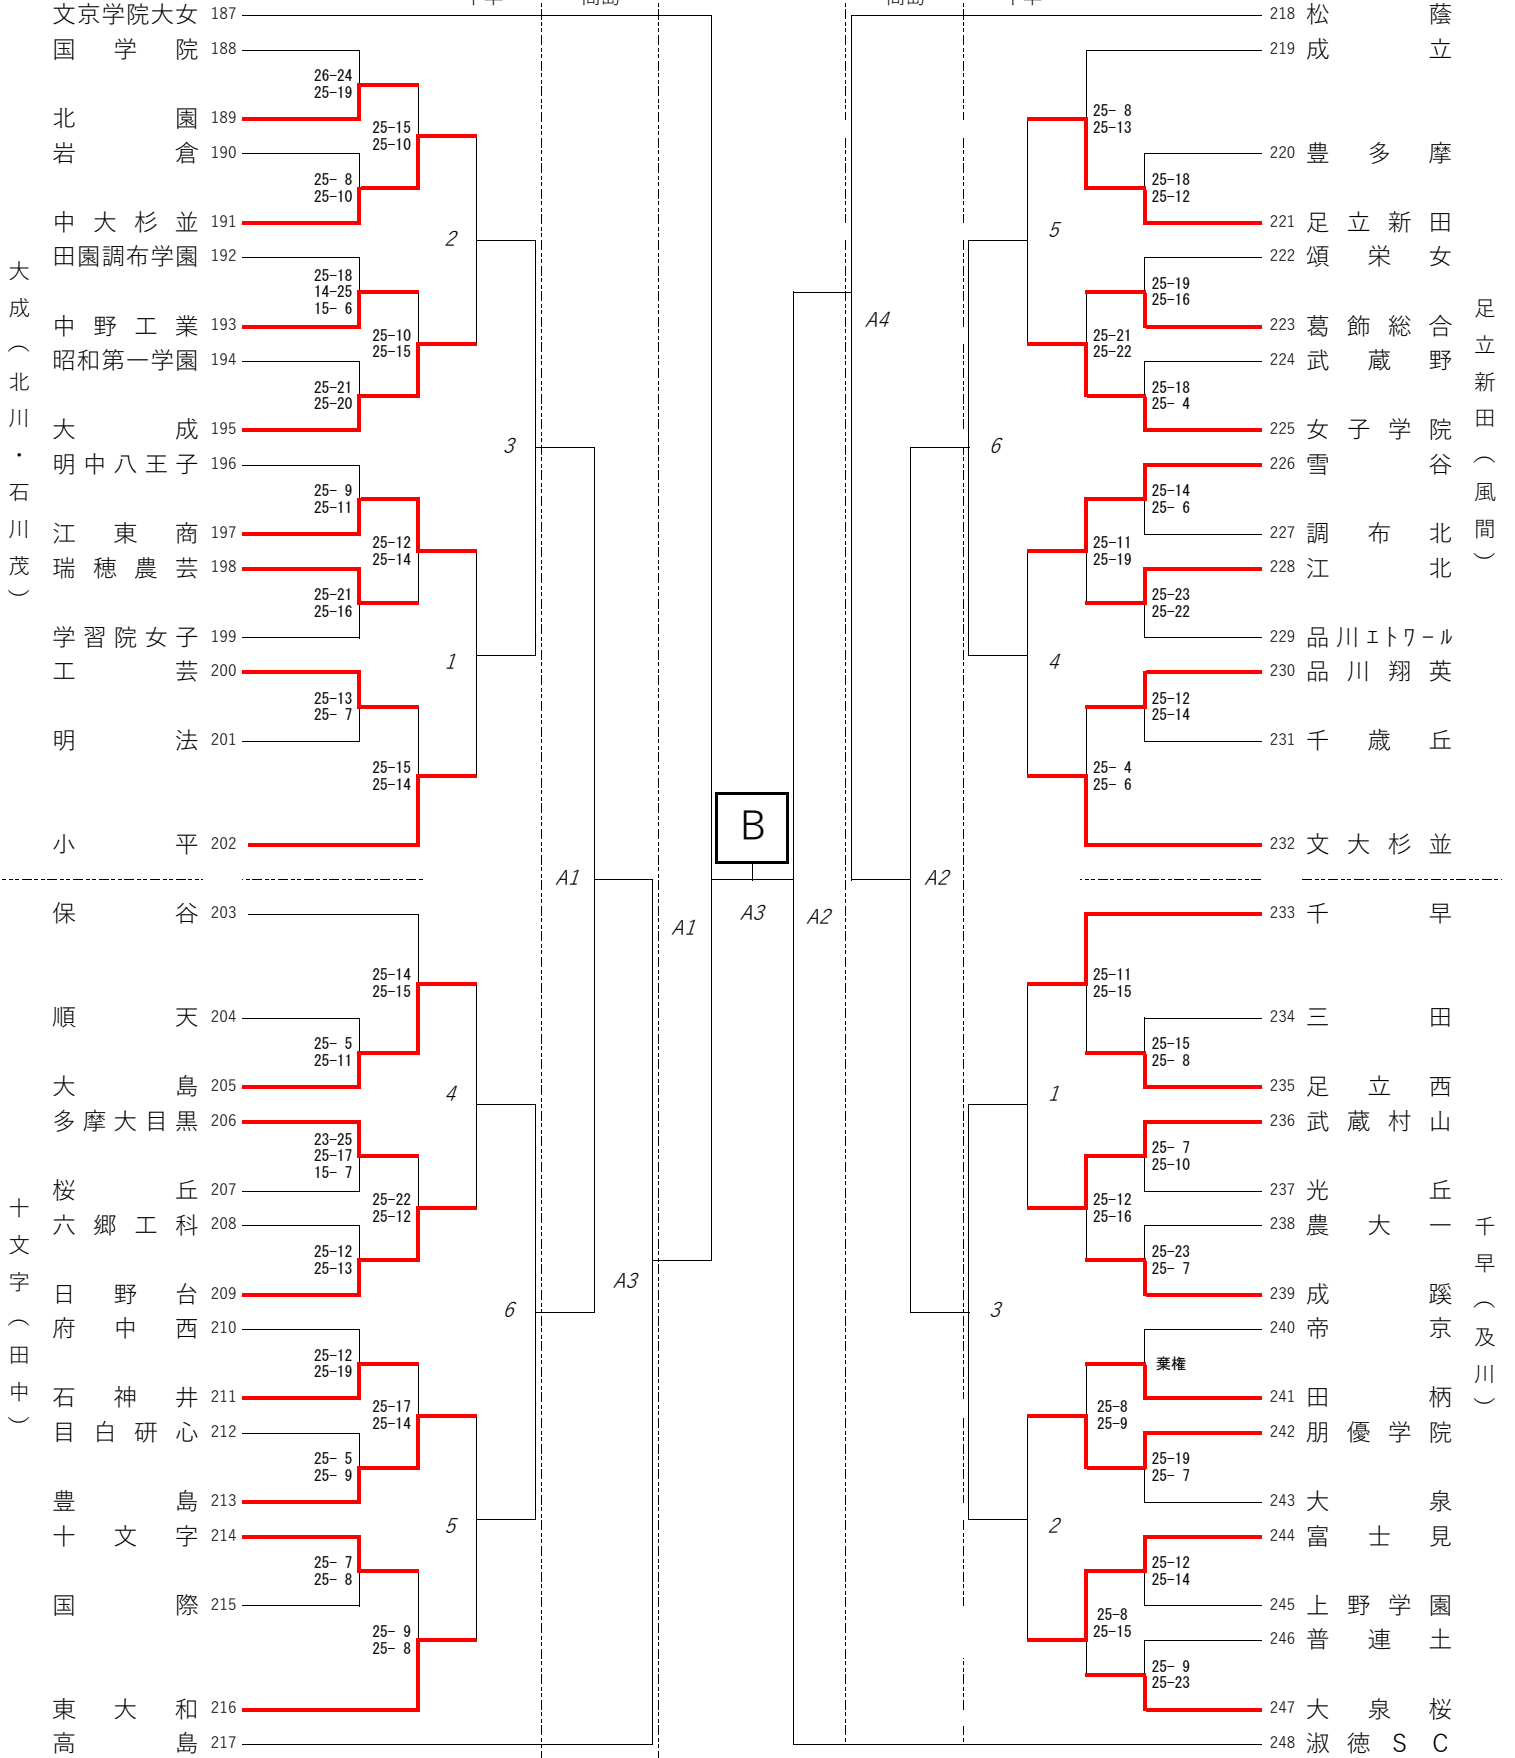 文京学院大女 187
国学院 188
26-24
25-19
北園 189
25-15
25-10
岩倉 190
25- 8
25-10
中大杉並 191
2
田園調布学園 192
25-18
14-25
15- 6
中野工業 193
25-10
25-15
昭和第一学園 194
25-21
25-20
大成 195
3
明中八王子 196
25- 9
25-11
江東商 197
25-12
25-14
瑞穂農芸 198
25-21
25-16
学習院女子 199
1
工芸 200
25-13
25- 7
明法 201
25-15
25-14
小平 202
大成（北川・石川茂）
A1
保谷 203
25-14
25-15
順天 204
25- 5
25-11
大島 205
4
多摩大目黒 206
23-25
25-17
15- 7
桜丘 207
25-22
25-12
六郷工科 208
25-12
25-13
日野台 209
6
府中西 210
25-12
25-19
石神井 211
25-17
25-14
目白研心 212
25- 5
25- 9
豊島 213
5
十文字 214
25- 7
25- 8
国際 215
25- 9
25- 8
東大和 216
高島 217
十文字（田中）
A3
A1
B
A3
A2
A4
A2
218 松蔭
219 成立
25- 8
25-13
220 豊多摩
25-18
25-12
221 足立新田
5
222 頌栄女
25-19
25-16
223 葛飾総合
25-21
25-22
224 武蔵野
25-18
25- 4
225 女子学院
6
226 雪谷
25-14
25- 6
227 調布北
25-11
25-19
228 江北
25-23
25-22
229 品川ｴﾄﾜｰﾙ
4
230 品川翔英
25-12
25-14
231 千歳丘
25- 4
25- 6
232 文大杉並
足立新田（風間）
233 千早
25-11
25-15
234 三田
25-15
25- 8
235 足立西
1
236 武蔵村山
25- 7
25-10
237 光丘
25-12
25-16
238 農大一
25-23
25- 7
239 成蹊
3
240 帝京
棄権
241 田柄
25-8
25-9
242 朋優学院
25-19
25- 7
243 大泉
2
244 富士見
25-12
25-14
245 上野学園
25-8
25-15
246 普連土
25- 9
25-23
247 大泉桜
248 淑徳ＳＣ
千早（及川）